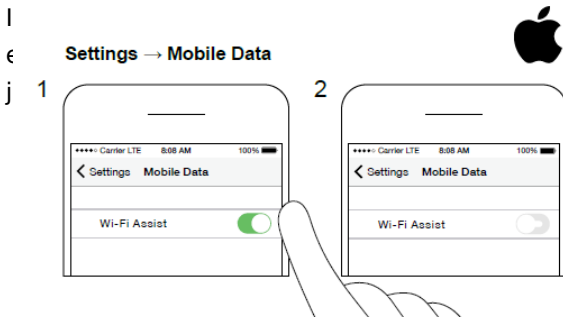 I
e
j
Settings → Mobile Data
1
2
●●●●○ Carrier LTE 8:08 AM 100%
Settings Mobile Data
Wi-Fi Assist
●●●●○ Carrier LTE 8:08 AM 100%
Settings Mobile Data
Wi-Fi Assist